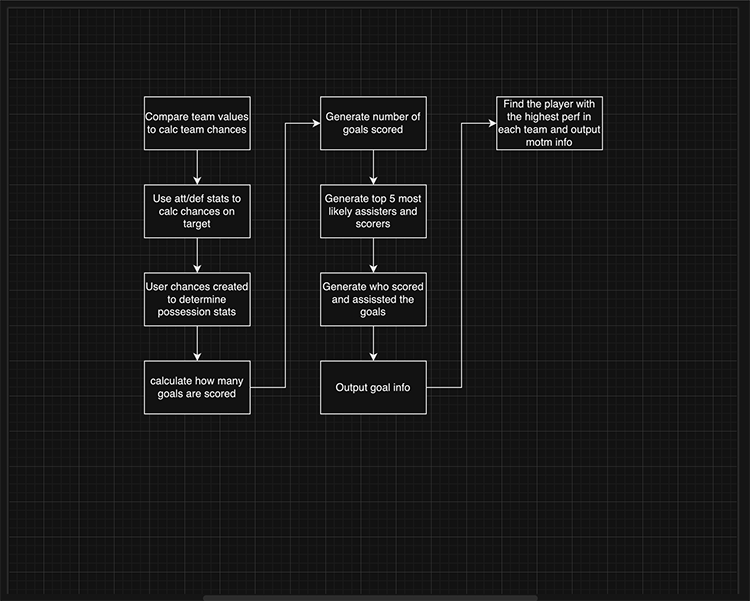 Compare team values
to calc team chances
Use att/def stats to
calc chances on
target
User chances created
to determine
possession stats
calculate how many
goals are scored
Generate number of
goals scored
Generate top 5 most
likely assisters and
scorers
Generate who scored
and assissted the
goals
Output goal info
Find the player with
the highest perf in
each team and output
motm info